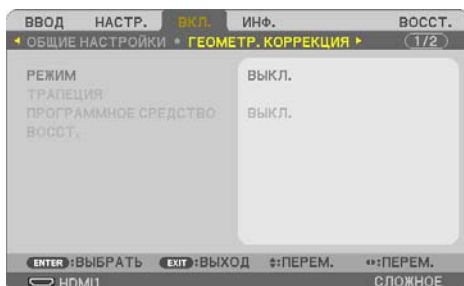 ВВОД НАСТР. ВКЛ. ИНФ. ВОССТ.
ОБЩИЕ НАСТРОЙКИ • ГЕОМЕТР. КОРРЕКЦИЯ 1/2
РЕЖИМ ВЫКЛ.
ТРАПЕЦИЯ
ПРОГРАММНОЕ СРЕДСТВО ВЫКЛ.
ВОССТ.
ENTER :ВЫБРАТЬ EXIT :ВЫХОД :ПЕРЕМ. :ПЕРЕМ.
HDMI1 СЛОЖНОЕ